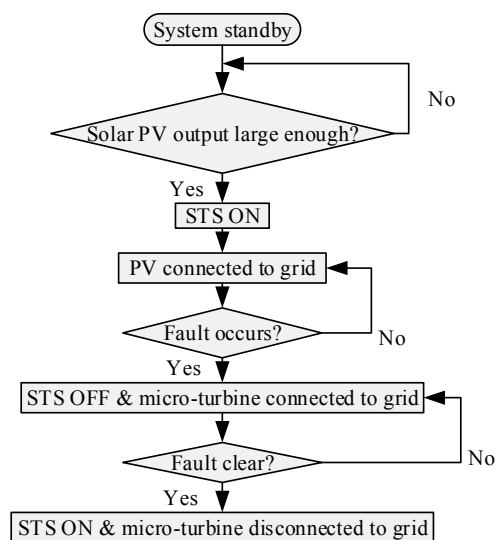 System standby
No
Solar PV output large enough?
Yes
STS ON
PV connected to grid
Fault occurs?
No
Yes
STS OFF & micro-turbine connected to grid
Fault clear?
No
Yes
STS ON & micro-turbine disconnected to grid